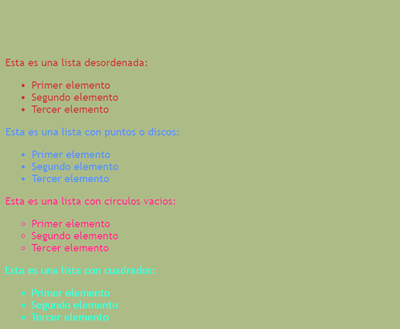 Esta es una lista desordenada:
Primer elemento
Segundo elemento
Tercer elemento
Esta es una lista con puntos o discos:
Primer elemento
Segundo elemento
Tercer elemento
Esta es una lista con circulos vacios:
Primer elemento
Segundo elemento
Tercer elemento
Esta es una lista con cuadrados:
Primer elemento
Segundo elemento
Tercer elemento